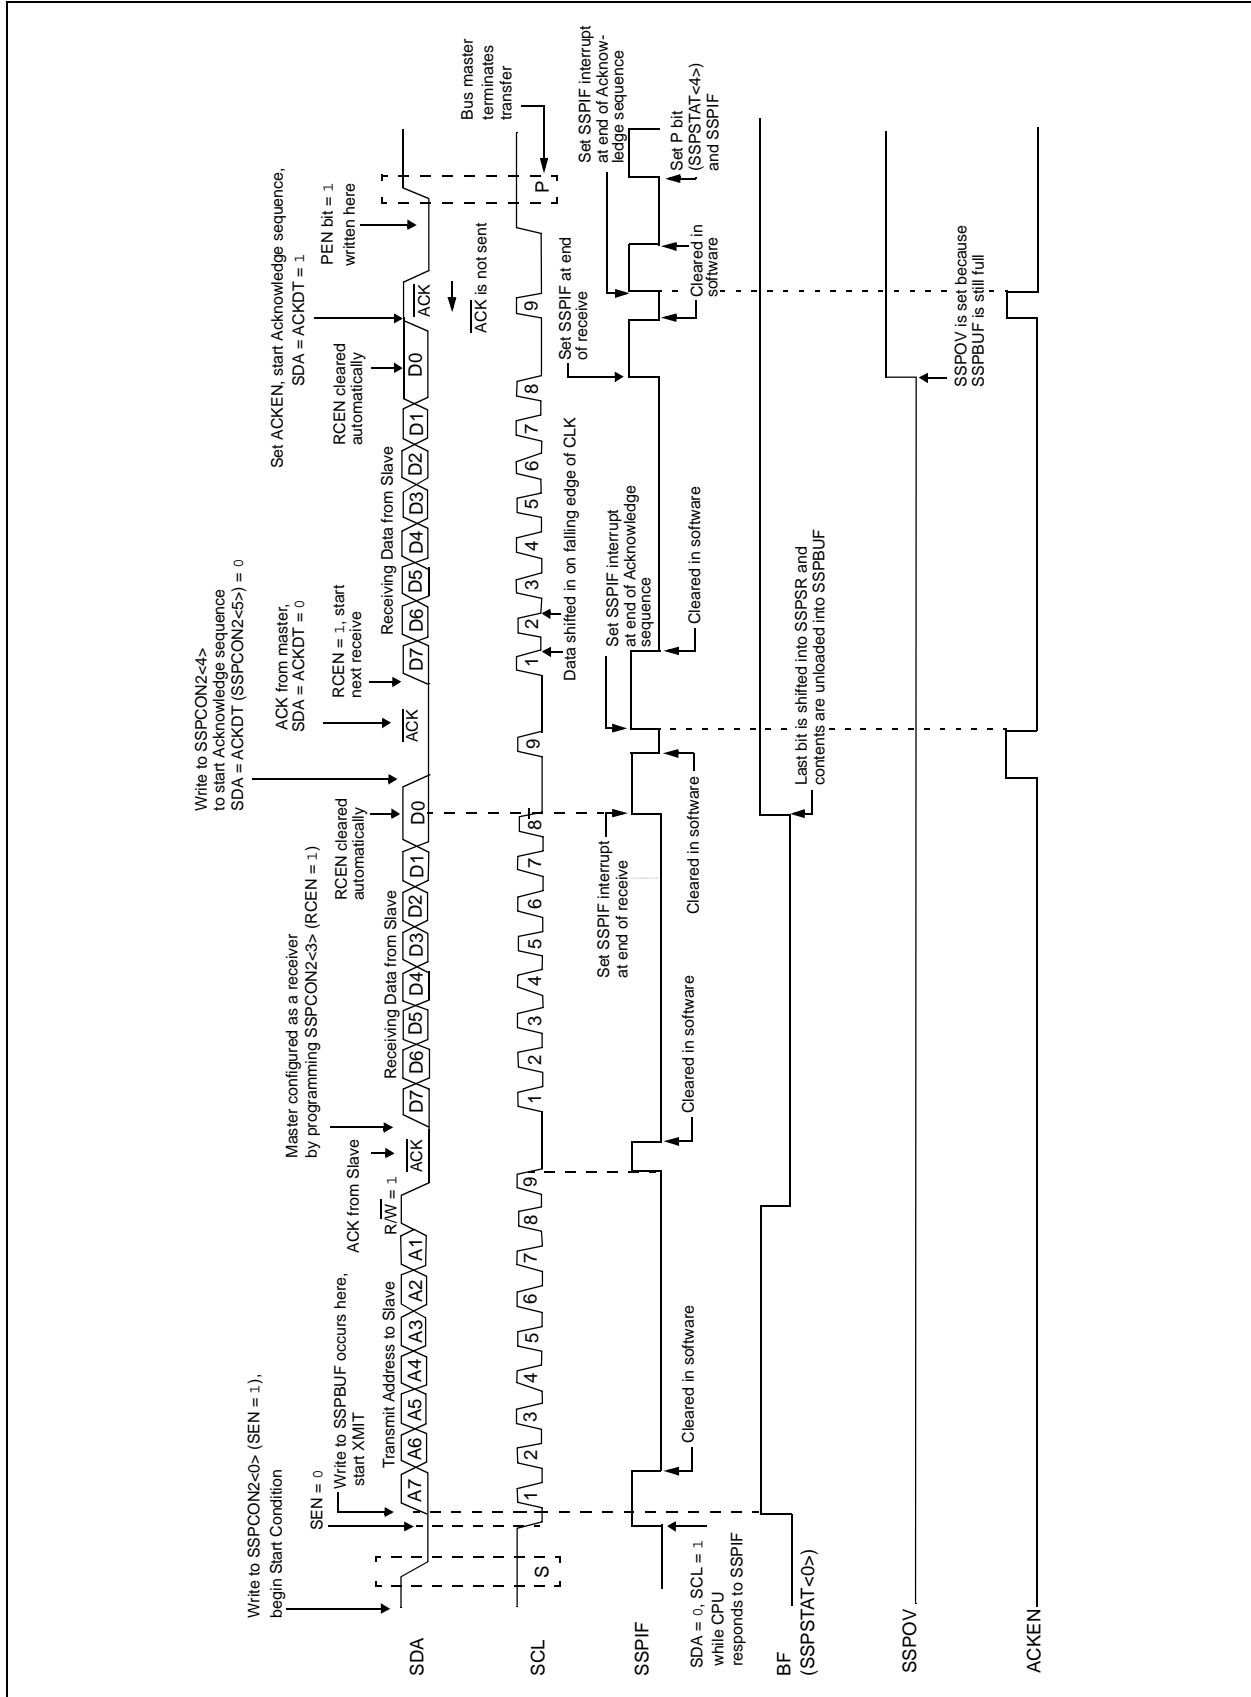 Write to SSPCON2<0> (SEN = 1),
begin Start Condition
SEN = 0
Write to SSPBUF occurs here,
start XMIT
ACK from Slave
Master configured as a receiver
by programming SSPCON2<3> (RCEN = 1)
RCEN cleared
automatically
Write to SSPCON2<4>
to start Acknowledge sequence
SDA = ACKDT (SSPCON2<5>) = 0
ACK from master,
SDA = ACKDT = 0
RCEN = 1, start
next receive
RCEN cleared
automatically
Set ACKEN, start Acknowledge sequence,
SDA = ACKDT = 1
PEN bit = 1
written here
Transmit Address to Slave
R/W = 1
Receiving Data from Slave
Receiving Data from Slave
SDA
A7 A6 A5 A4 A3 A2 A1
ACK
D7 D6 D5 D4 D3 D2 D1 D0
ACK
D7 D6 D5 D4 D3 D2 D1 D0
ACK
ACK is not sent
Bus master
terminates
transfer
SCL
S
1 2 3 4 5 6 7 8 9
1 2 3 4 5 6 7 8 9
1 2 3 4 5 6 7 8 9
P
Data shifted in on falling edge of CLK
Set SSPIF interrupt
at end of receive
Set SSPIF interrupt
at end of Acknowledge
sequence
Set SSPIF at end
of receive
Set SSPIF interrupt
at end of Acknow-
ledge sequence
SSPIF
SDA = 0, SCL = 1
while CPU
responds to SSPIF
Cleared in software
Cleared in software
Cleared in software
Cleared in software
Cleared in
software
Set P bit
(SSPSTAT<4>)
and SSPIF
BF
(SSPSTAT<0>)
Last bit is shifted into SSPSR and
contents are unloaded into SSPBUF
SSPOV
SSPOV is set because
SSPBUF is still full
ACKEN